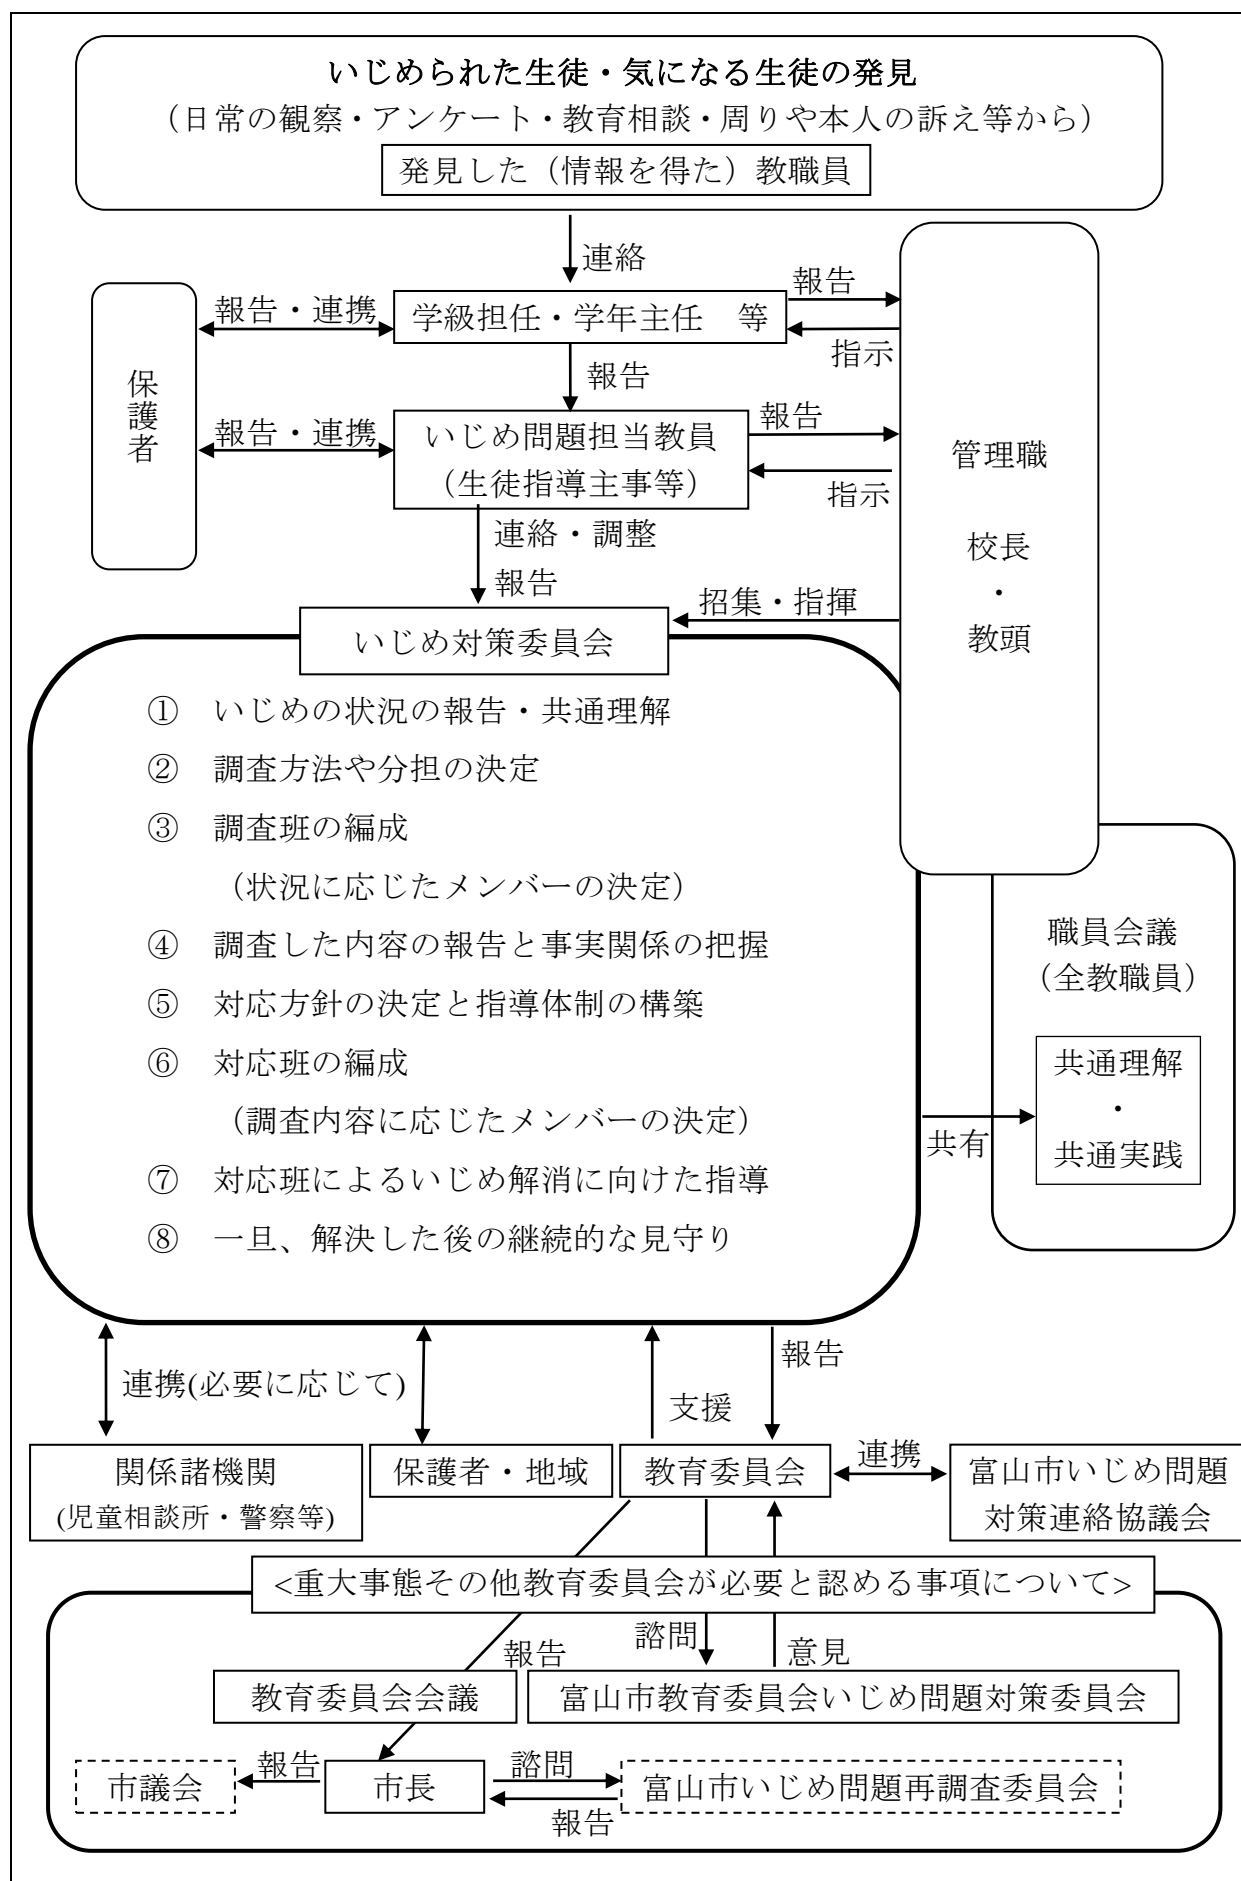 いじめられた生徒・気になる生徒の発見
（日常の観察・アンケート・教育相談・周りや本人の訴え等から）
発見した（情報を得た）教職員
連絡
報告・連携
学級担任・学年主任　等
報告
指示
保護者
報告
報告・連携
いじめ問題担当教員
（生徒指導主事等）
報告
指示
管理職
校長
・
教頭
連絡・調整
報告
招集・指揮
いじめ対策委員会
①　いじめの状況の報告・共通理解
②　調査方法や分担の決定
③　調査班の編成
（状況に応じたメンバーの決定）
④　調査した内容の報告と事実関係の把握
⑤　対応方針の決定と指導体制の構築
⑥　対応班の編成
（調査内容に応じたメンバーの決定）
⑦　対応班によるいじめ解消に向けた指導
⑧　一旦、解決した後の継続的な見守り
職員会議
（全教職員）
共通理解
・
共通実践
共有
連携(必要に応じて)
支援
報告
関係諸機関
(児童相談所・警察等)
保護者・地域
教育委員会
連携
富山市いじめ問題
対策連絡協議会
<重大事態その他教育委員会が必要と認める事項について>
報告
諮問
意見
教育委員会会議
富山市教育委員会いじめ問題対策委員会
市議会
報告
市長
諮問
報告
富山市いじめ問題再調査委員会